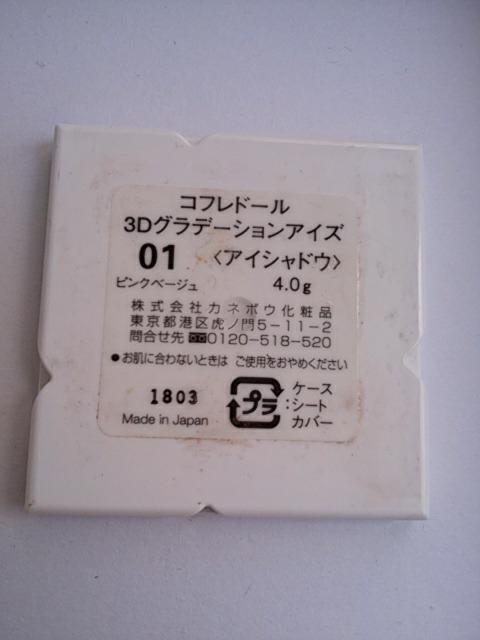 コフレドール
3Dグラデーションアイズ
01 〈アイシャドウ〉
ピンクベージュ 4.0g
株式会社カネボウ化粧品
東京都港区虎ノ門5-11-2
問合せ先 0120-518-520
●お肌に合わないときは ご使用をおやめください
1803
Made in Japan
プラ
ケース
:シート
カバー